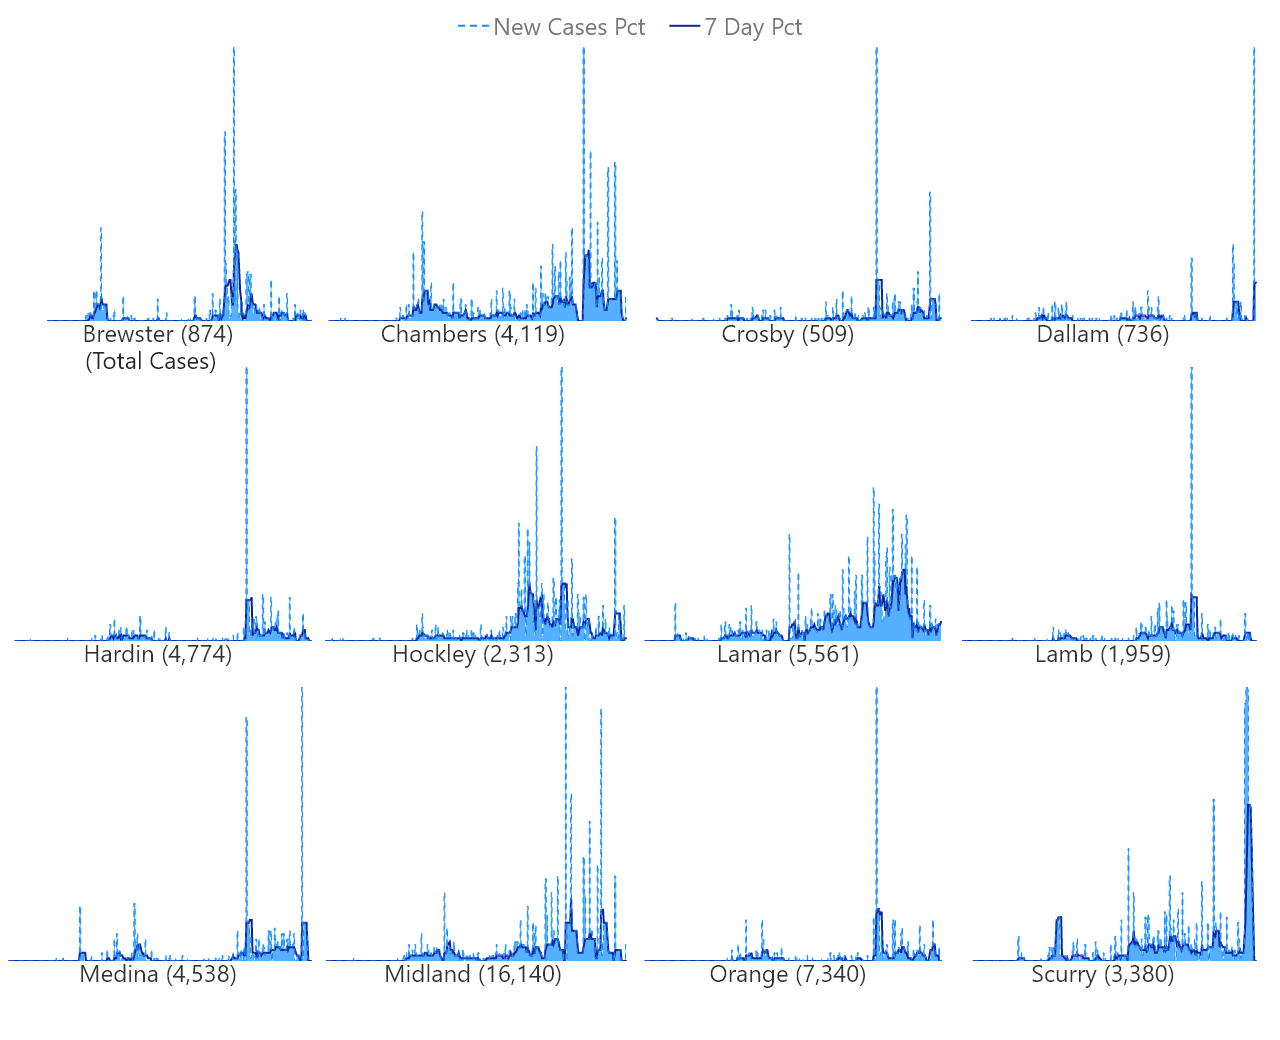 New Cases Pct 7 Day Pct
Brewster (874) Chambers (4,119) Crosby (509) Dallam (736)
(Total Cases)
Hardin (4,774) Hockley (2,313) Lamar (5,561) Lamb (1,959)
Medina (4,538) Midland (16,140) Orange (7,340) Scurry (3,380)